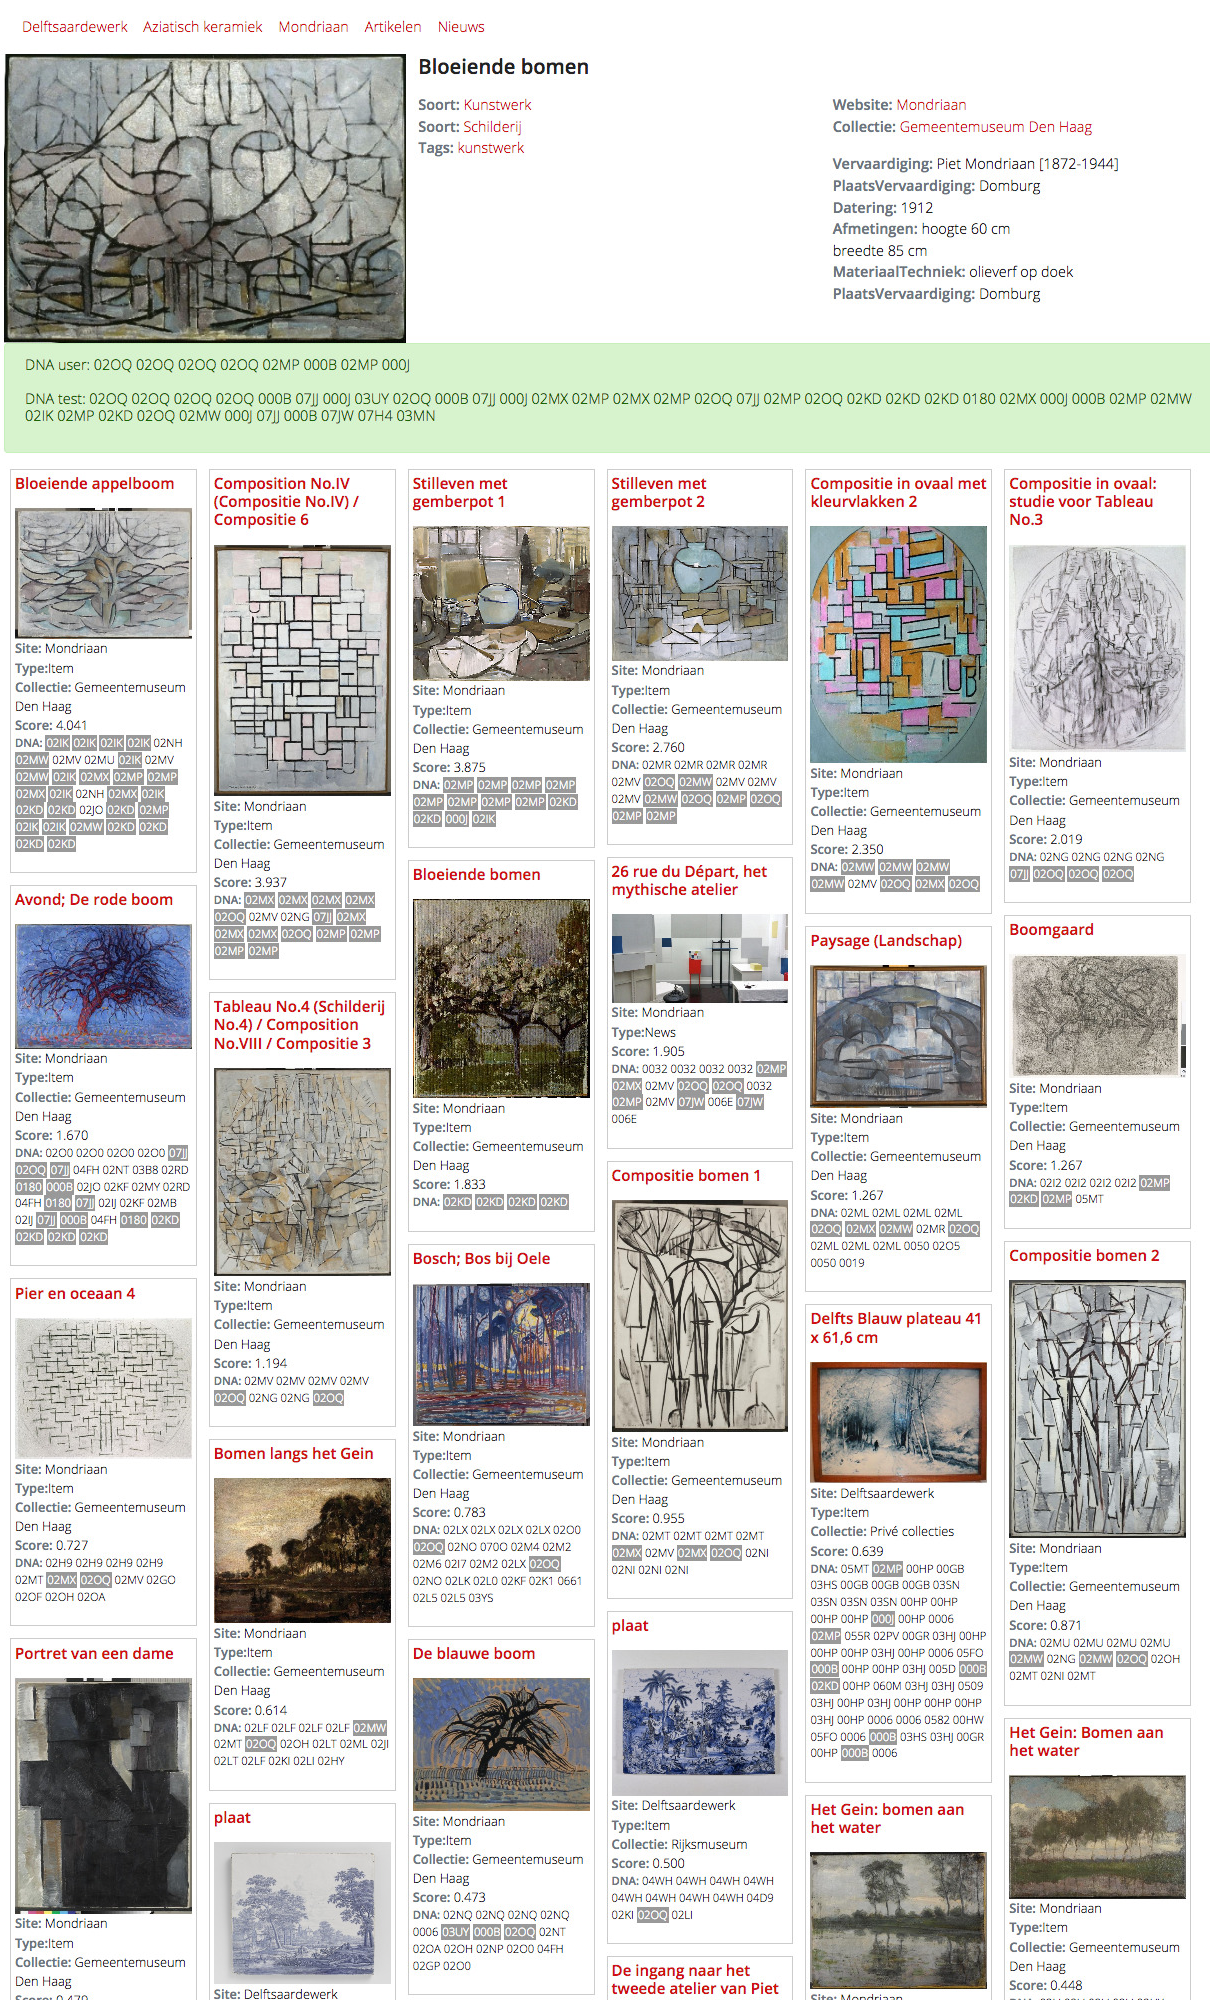 Delftsaardewerk Aziatisch keramiek Mondriaan Artikelen Nieuws
Bloeiende bomen
Soort: Kunstwerk
Soort: Schilderij
Tags: kunstwerk
Website: Mondriaan
Collectie: Gemeentemuseum Den Haag
Vervaardiging: Piet Mondriaan [1872-1944]
PlaatsVervaardiging: Domburg
Datering: 1912
Afmetingen: hoogte 60 cm
breedte 85 cm
MateriaalTechniek: olieverf op doek
PlaatsVervaardiging: Domburg
DNA user: 02OQ 02OQ 02OQ 02OQ 02MP 000B 02MP 000J
DNA test: 02OQ 02OQ 02OQ 02OQ 000B 07JJ 000J 03UY 02OQ 000B 07JJ 000J 02MX 02MP 02MX 02MP 02OQ 07JJ 02MP 02OQ 02KD 02KD 02KD 0180 02MX 000J 000B 02MP 02MW
02IK 02MP 02KD 02OQ 02MW 000J 07JJ 000B 07JW 07H4 03MN
Bloeiende appelboom
Site: Mondriaan
Type:Item
Collectie: Gemeentemuseum
Den Haag
Score: 4.041
DNA: 02IK 02IK 02IK 02IK 02NH
02MW 02MV 02MU 02IK 02MV
02MW 02IK 02MX 02MP 02MP
02MX 02IK 02NH 02MX 02IK
02KD 02KD 02JO 02KD 02MP
02IK 02IK 02MW 02KD 02KD
02KD 02KD
Avond; De rode boom
Site: Mondriaan
Type:Item
Collectie: Gemeentemuseum
Den Haag
Score: 1.670
DNA: 02O0 02O0 02O0 02O0 07JJ
02OQ 07JJ 04FH 02NT 03B8 02RD
0180 000B 02JO 02KF 02MY 02RD
04FH 0180 07JJ 02IJ 02KF 02MB
02IJ 07JJ 000B 04FH 0180 02KD
02KD 02KD 02KD
Pier en oceaan 4
Site: Mondriaan
Type:Item
Collectie: Gemeentemuseum
Den Haag
Score: 0.727
DNA: 02H9 02H9 02H9 02H9
02MT 02MX 02OQ 02MV 02GO
02OF 02OH 02OA
Portret van een dame
Site: Mondriaan
Type:Item
Collectie: Gemeentemuseum
Den Haag
Score: 0.479
Composition No.IV
(Compositie No.IV) /
Compositie 6
Site: Mondriaan
Type:Item
Collectie: Gemeentemuseum
Den Haag
Score: 3.937
DNA: 02MX 02MX 02MX 02MX
02OQ 02MV 02NG 07JJ 02MX
02MX 02MX 02OQ 02MP 02MP
02MP 02MP
Tableau No.4 (Schilderij
No.4) / Composition
No.VIII / Compositie 3
Site: Mondriaan
Type:Item
Collectie: Gemeentemuseum
Den Haag
Score: 1.194
DNA: 02MV 02MV 02MV 02MV
02OQ 02NG 02NG 02OQ
Bomen langs het Gein
Site: Mondriaan
Type:Item
Collectie: Gemeentemuseum
Den Haag
Score: 0.614
DNA: 02LF 02LF 02LF 02LF 02MW
02MT 02OQ 02OH 02LT 02ML 02JI
02LT 02LF 02KI 02LI 02HY
plaat
Site: Delftsaardewerk
Stilleven met
gemberpot 1
Site: Mondriaan
Type:Item
Collectie: Gemeentemuseum
Den Haag
Score: 3.875
DNA: 02MP 02MP 02MP 02MP
02MP 02MP 02MP 02MP 02KD
02KD 000J 02IK
Bloeiende bomen
Site: Mondriaan
Type:Item
Collectie: Gemeentemuseum
Den Haag
Score: 1.833
DNA: 02KD 02KD 02KD 02KD
Bosch; Bos bij Oele
Site: Mondriaan
Type:Item
Collectie: Gemeentemuseum
Den Haag
Score: 0.783
DNA: 02LX 02LX 02LX 02LX 02O0
02OQ 02NO 070O 02M4 02M2
02M6 02I7 02M2 02LX 02OQ
02NO 02LK 02L0 02KF 02K1 0661
02L5 02L5 03YS
De blauwe boom
Site: Mondriaan
Type:Item
Collectie: Gemeentemuseum
Den Haag
Score: 0.473
DNA: 02NQ 02NQ 02NQ 02NQ
0006 03UY 000B 02OQ 02NT
02OA 02OH 02NP 02O0 04FH
02GP 02O0
Stilleven met
gemberpot 2
Site: Mondriaan
Type:Item
Collectie: Gemeentemuseum
Den Haag
Score: 2.760
DNA: 02MR 02MR 02MR 02MR
02MV 02OQ 02MW 02MV 02MV
02MV 02MW 02OQ 02MP 02OQ
02MP 02MP
26 rue du Départ, het
mythische atelier
Site: Mondriaan
Type:News
Score: 1.905
DNA: 0032 0032 0032 0032 02MP
02MX 02MV 02OQ 02OQ 0032
02MP 02MV 07JW 006E 07JW
006E
Compositie bomen 1
Site: Mondriaan
Type:Item
Collectie: Gemeentemuseum
Den Haag
Score: 0.955
DNA: 02MT 02MT 02MT 02MT
02MX 02MV 02MX 02OQ 02NI
02NI 02NI 02NI
plaat
Site: Delftsaardewerk
Type:Item
Collectie: Rijksmuseum
Score: 0.500
DNA: 04WH 04WH 04WH 04WH
04WH 04WH 04WH 04WH 04D9
02KI 02OQ 02LI
De ingang naar het
tweede atelier van Piet
Compositie in ovaal met
kleurvlakken 2
Site: Mondriaan
Type:Item
Collectie: Gemeentemuseum
Den Haag
Score: 2.350
DNA: 02MW 02MW 02MW
02MW 02MV 02OQ 02MX 02OQ
Paysage (Landschap)
Site: Mondriaan
Type:Item
Collectie: Gemeentemuseum
Den Haag
Score: 1.267
DNA: 02ML 02ML 02ML 02ML
02OQ 02MX 02MW 02MR 02OQ
02ML 02ML 02ML 0050 02O5
0050 0019
Delfts Blauw plateau 41
x 61,6 cm
Site: Delftsaardewerk
Type:Item
Collectie: Privé collecties
Score: 0.639
DNA: 05MT 02MP 00HP 00GB
03HS 00GB 00GB 00GB 03SN
03SN 03SN 03SN 00HP 00HP
00HP 00HP 000J 00HP 0006
02MP 055R 02PV 00GR 03HJ 00HP
00HP 00HP 03HJ 00HP 0006 05FO
000B 00HP 00HP 03HJ 005D 000B
02KD 00HP 060M 03HJ 03HJ 0509
03HJ 00HP 03HJ 00HP 00HP 00HP
03HJ 00HP 0006 0006 0582 00HW
05FO 0006 000B 03HS 03HJ 00GR
00HP 000B 0006
Het Gein: bomen aan
het water
Site: Mondriaan
Compositie in ovaal:
studie voor Tableau
No.3
Site: Mondriaan
Type:Item
Collectie: Gemeentemuseum
Den Haag
Score: 2.019
DNA: 02NG 02NG 02NG 02NG
07JJ 02OQ 02OQ 02OQ
Boomgaard
Site: Mondriaan
Type:Item
Collectie: Gemeentemuseum
Den Haag
Score: 1.267
DNA: 02I2 02I2 02I2 02I2 02MP
02KD 02MP 05MT
Compositie bomen 2
Site: Mondriaan
Type:Item
Collectie: Gemeentemuseum
Den Haag
Score: 0.871
DNA: 02MU 02MU 02MU 02MU
02MW 02NG 02MW 02OQ 02OH
02MT 02NI 02MT
Het Gein: Bomen aan
het water
Site: Mondriaan
Type:Item
Collectie: Gemeentemuseum
Den Haag
Score: 0.448